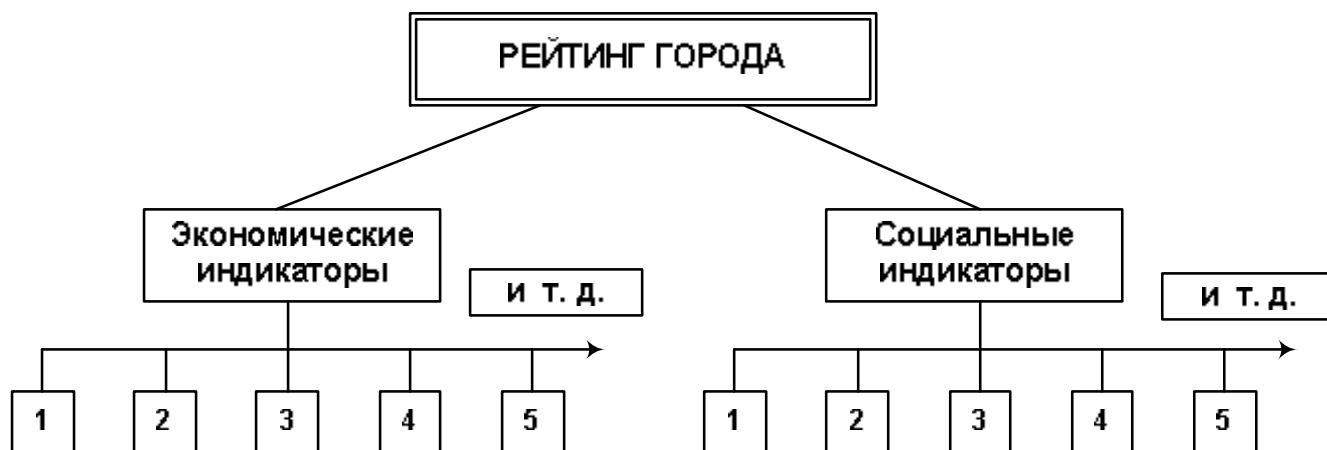 РЕЙТИНГ ГОРОДА
Экономические
индикаторы
и т. д.
1 2 3 4 5
Социальные
индикаторы
и т. д.
1 2 3 4 5